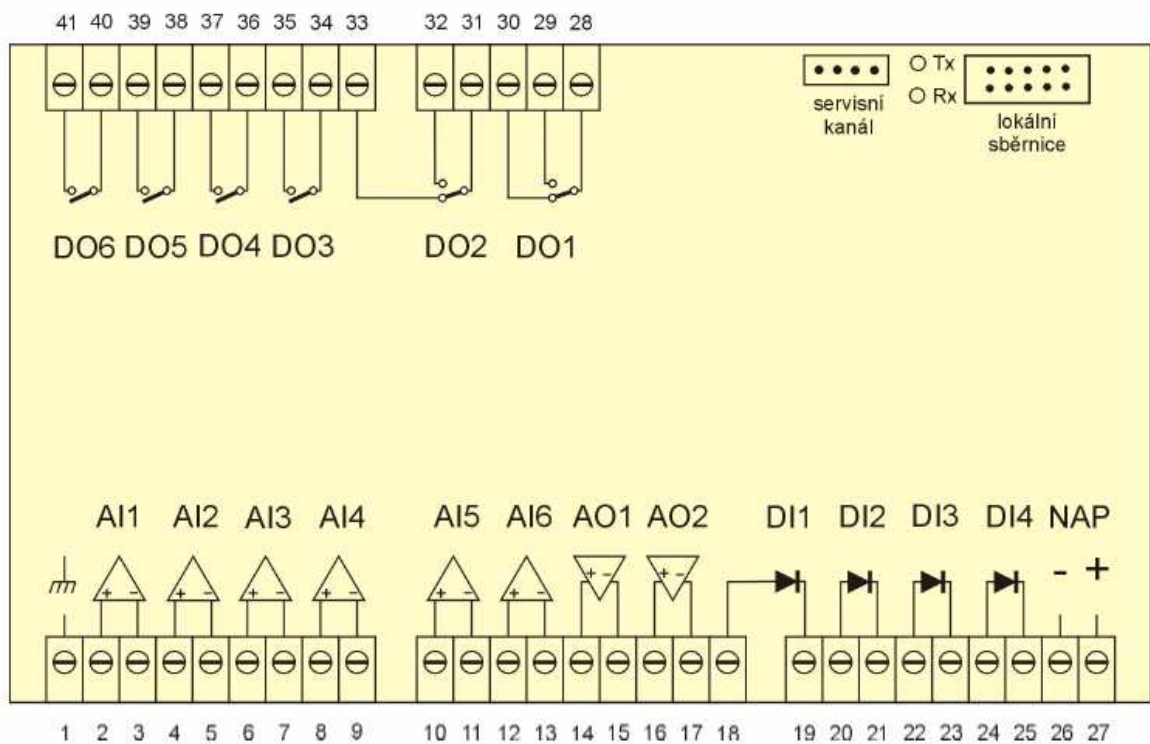 41 40 39 38 37 36 35 34 33 32 31 30 29 28
Tx
Rx
servisní
kanál
lokální
sběrnice
DO6 DO5 DO4 DO3 DO2 DO1
AI1 AI2 AI3 AI4 AI5 AI6 AO1 AO2 DI1 DI2 DI3 DI4 NAP
+ - + - + - + - + - + - + - + - - +
1 2 3 4 5 6 7 8 9 10 11 12 13 14 15 16 17 18 19 20 21 22 23 24 25 26 27